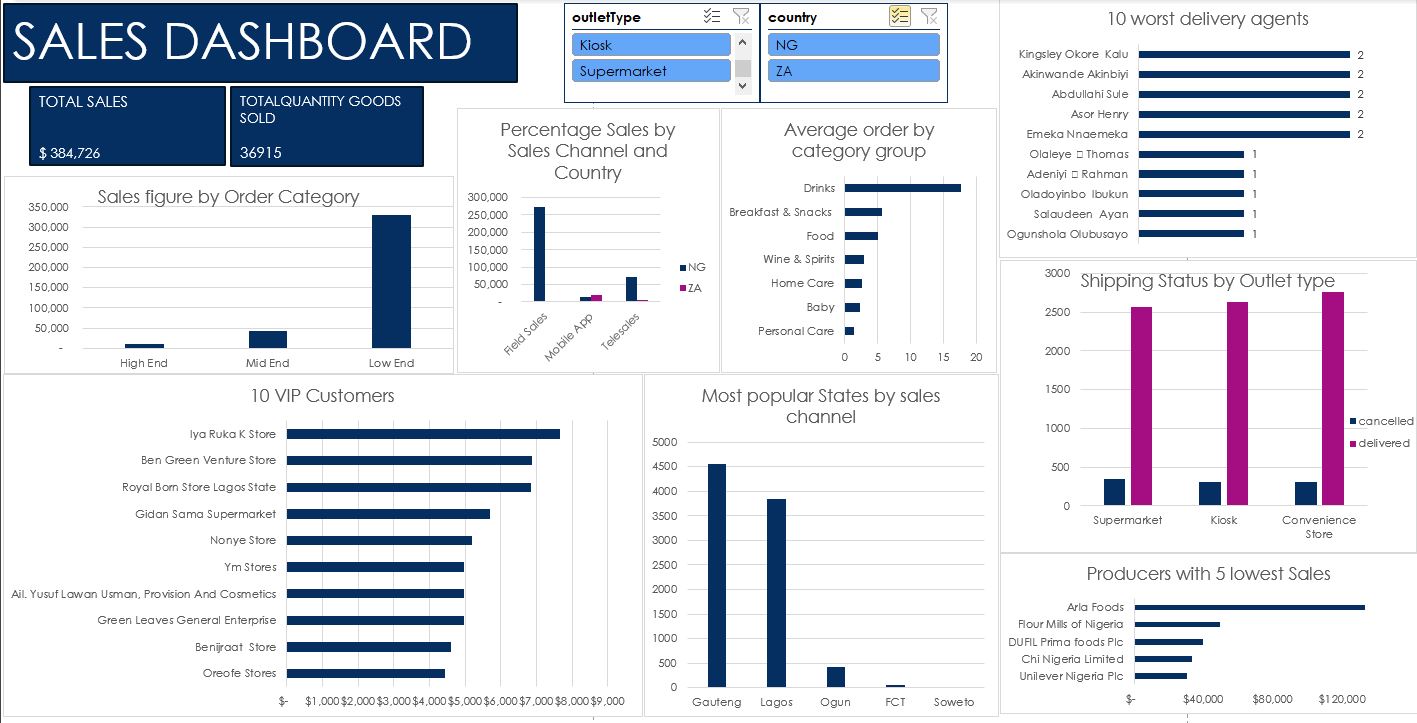 SALES DASHBOARD
TOTAL SALES
$ 384,726
TOTALQUANTITY GOODS
SOLD
36915
outletType
Kiosk
Supermarket
country
NG
ZA
Sales figure by Order Category
350,000
300,000
250,000
200,000
150,000
100,000
50,000
-
High End
Mid End
Low End
Percentage Sales by
Sales Channel and
Country
300,000
250,000
200,000
150,000
100,000
50,000
-
Field Sales
Mobile App
Telesales
NG
ZA
Average order by
category group
Drinks
Breakfast & Snacks
Food
Wine & Spirits
Home Care
Baby
Personal Care
0
5
10
15
20
10 worst delivery agents
Kingsley Okore Kalu
2
Akinwande Akinbiyi
2
Abdullahi Sule
2
Asor Henry
2
Emeka Nnaemeka
2
Olaleye □ Thomas
1
Adeniyi □ Rahman
1
Oladoyinbo Ibukun
1
Salaudeen Ayan
1
Ogunshola Olubusayo
1
Shipping Status by Outlet type
3000
2500
2000
1500
1000
500
0
Supermarket
Kiosk
Convenience
Store
cancelled
delivered
10 VIP Customers
Iya Ruka K Store
Ben Green Venture Store
Royal Born Store Lagos State
Gidan Sama Supermarket
Nonye Store
Ym Stores
Ail. Yusuf Lawan Usman, Provision And Cosmetics
Green Leaves General Enterprise
Benijraat Store
Oreofe Stores
$- $1,000 $2,000 $3,000 $4,000 $5,000 $6,000 $7,000 $8,000 $9,000
Most popular States by sales
channel
5000
4500
4000
3500
3000
2500
2000
1500
1000
500
0
Gauteng
Lagos
Ogun
FCT
Soweto
Producers with 5 lowest Sales
Arla Foods
Flour Mills of Nigeria
DUFIL Prima foods Plc
Chi Nigeria Limited
Unilever Nigeria Plc
$- $40,000 $80,000 $120,000